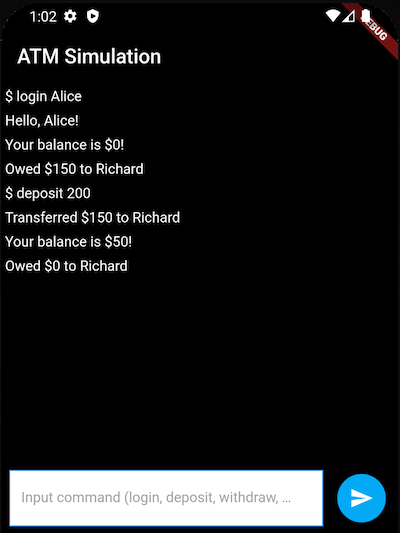 1:02
DEBUG
ATM Simulation
$ login Alice
Hello, Alice!
Your balance is $0!
Owed $150 to Richard
$ deposit 200
Transferred $150 to Richard
Your balance is $50!
Owed $0 to Richard
Input command (login, deposit, withdraw, …